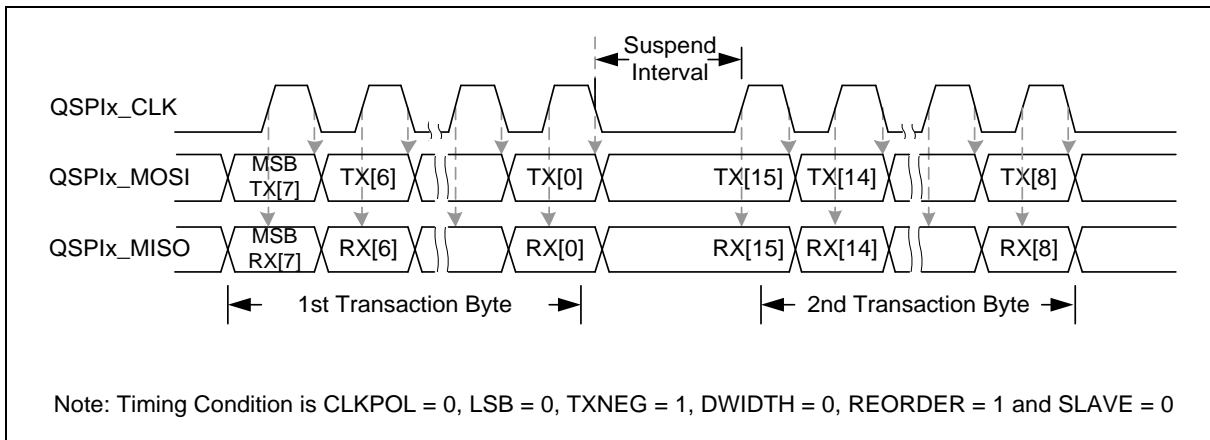 Suspend
Interval
QSPIx_CLK
QSPIx_MOSI
MSB
TX[7]
TX[6]
TX[0]
TX[15]
TX[14]
TX[8]
QSPIx_MISO
MSB
RX[7]
RX[6]
RX[0]
RX[15]
RX[14]
RX[8]
1st Transaction Byte
2nd Transaction Byte
Note: Timing Condition is CLKPOL = 0, LSB = 0, TXNEG = 1, DWIDTH = 0, REORDER = 1 and SLAVE = 0